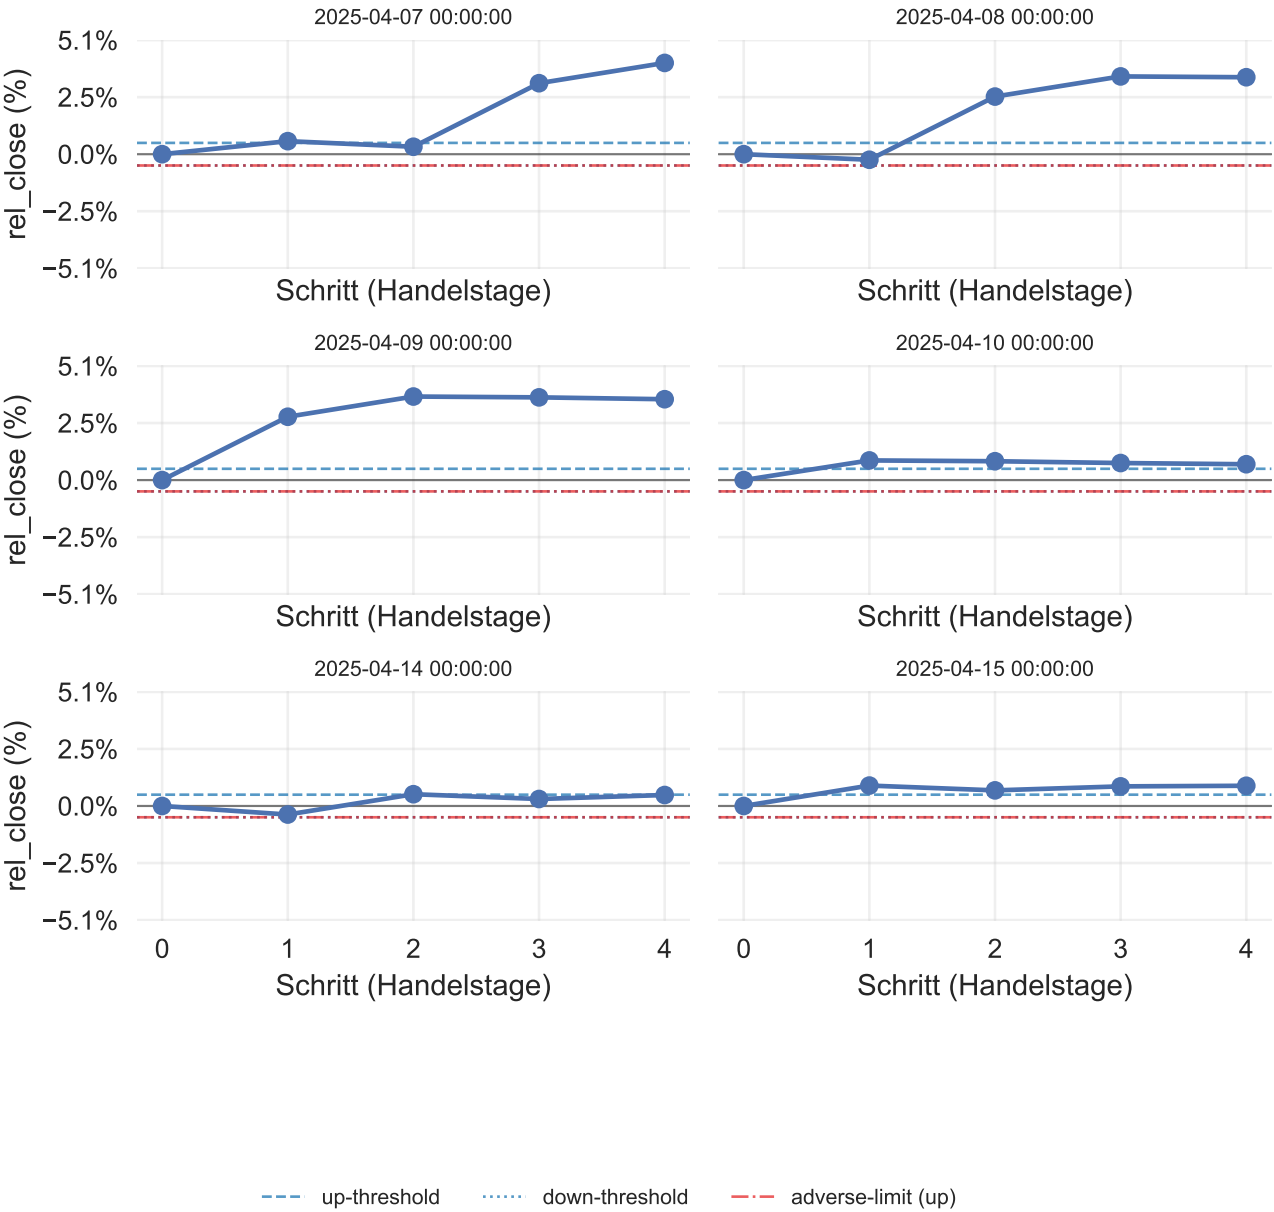 2025-04-07 00:00:00
2025-04-08 00:00:00
rel_close (%)
5.1%
2.5%
0.0%
−2.5%
−5.1%
Schritt (Handelstage)
Schritt (Handelstage)
2025-04-09 00:00:00
2025-04-10 00:00:00
rel_close (%)
5.1%
2.5%
0.0%
−2.5%
−5.1%
Schritt (Handelstage)
Schritt (Handelstage)
2025-04-14 00:00:00
2025-04-15 00:00:00
rel_close (%)
5.1%
2.5%
0.0%
−2.5%
−5.1%
0 1 2 3 4
0 1 2 3 4
Schritt (Handelstage)
Schritt (Handelstage)
up-threshold
down-threshold
adverse-limit (up)